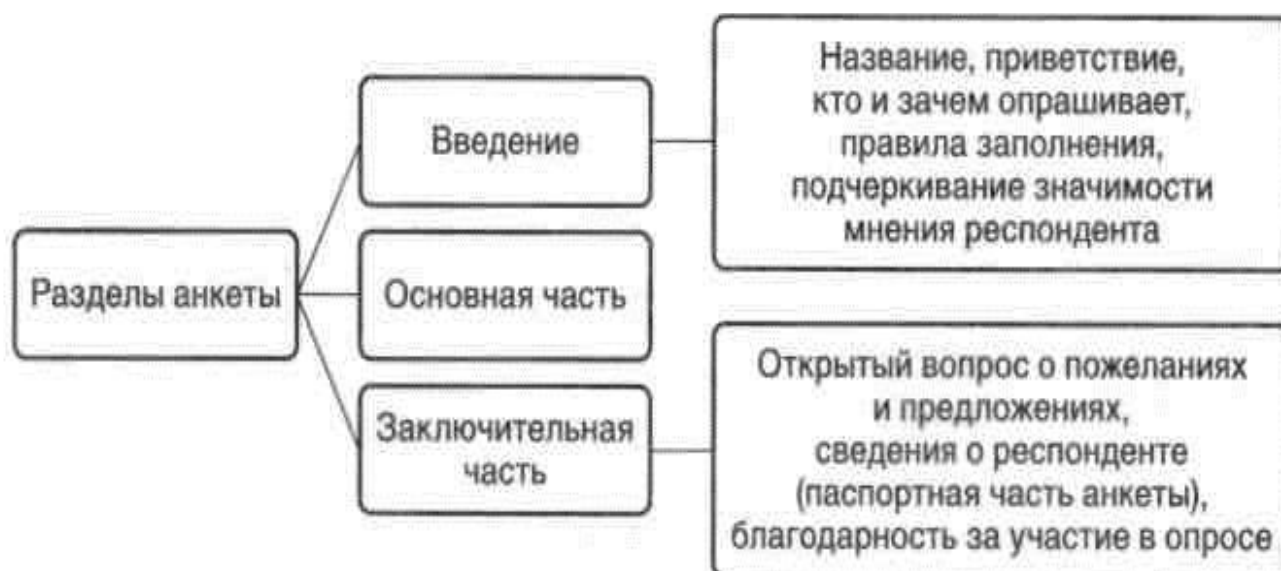 Разделы анкеты
Введение
Название, приветствие,
кто и зачем опрашивает,
правила заполнения,
подчеркивание значимости
мнения респондента
Основная часть
Заключительная
часть
Открытый вопрос о пожеланиях
и предложениях,
сведения о респонденте
(паспортная часть анкеты),
благодарность за участие в опросе